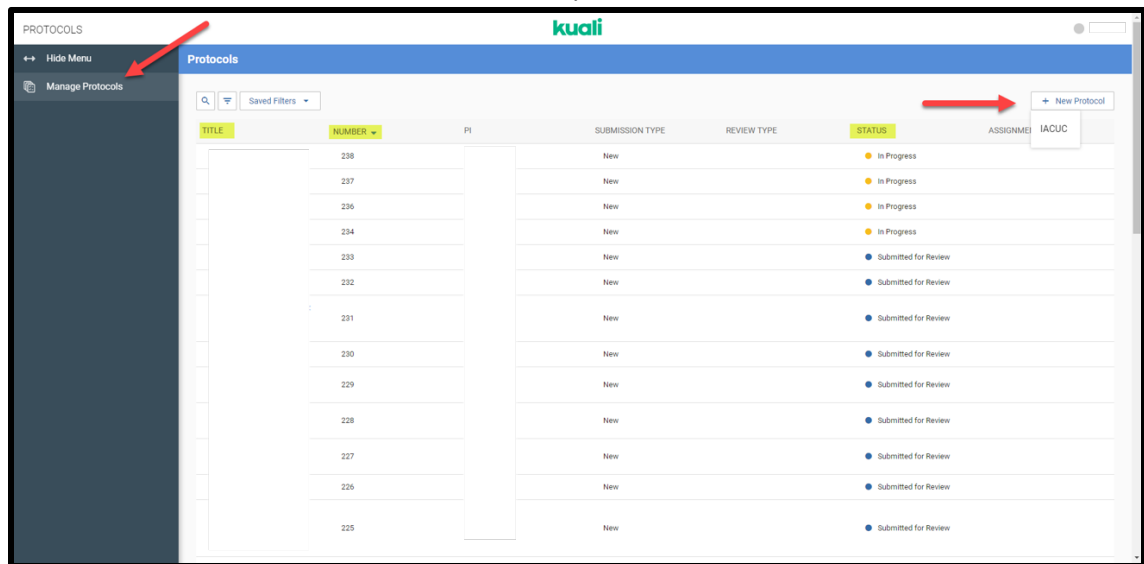 PROTOCOLS
kuali
Hide Menu
Protocols
Manage Protocols
Saved Filters
+ New Protocol
IACUC
TITLE NUMBER PI SUBMISSION TYPE REVIEW TYPE STATUS ASSIGNME
238 New In Progress
237 New In Progress
236 New In Progress
234 New In Progress
233 New Submitted for Review
232 New Submitted for Review
231 New Submitted for Review
230 New Submitted for Review
229 New Submitted for Review
228 New Submitted for Review
227 New Submitted for Review
226 New Submitted for Review
225 New Submitted for Review